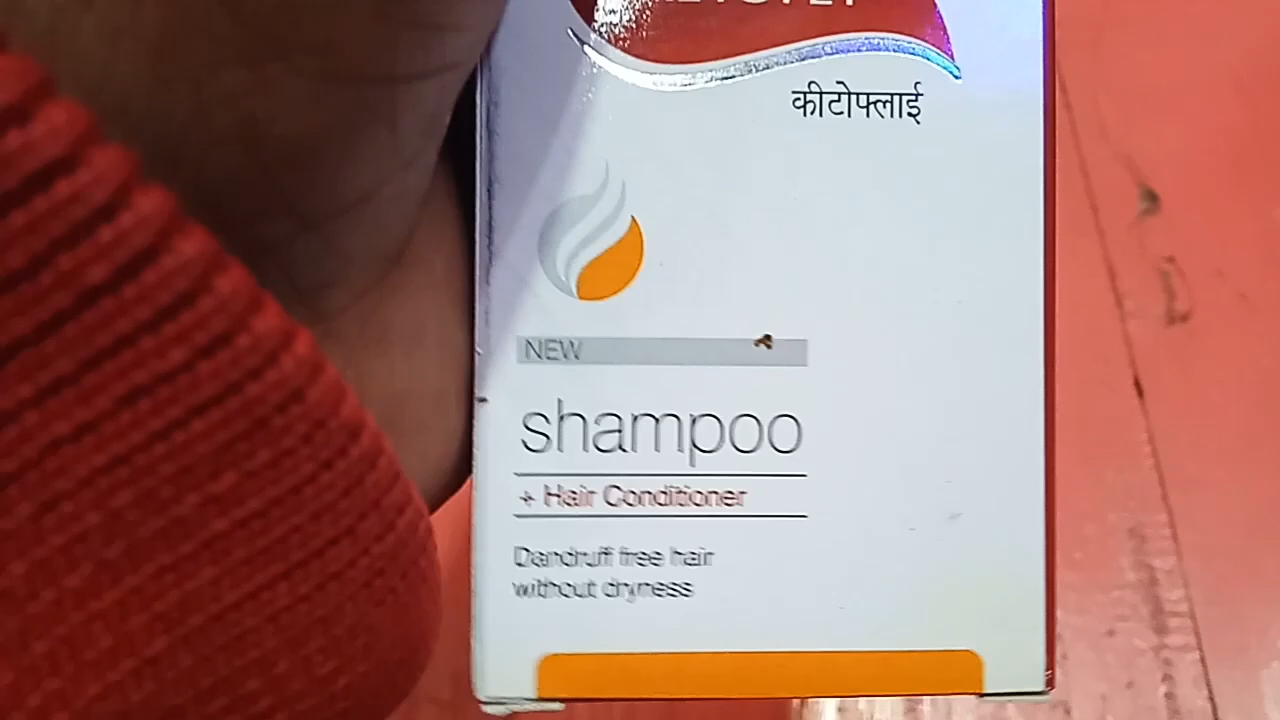 कीटोफ्लाई
NEW
shampoo
+ Hair Conditioner
Dandruff free hair
without dryness